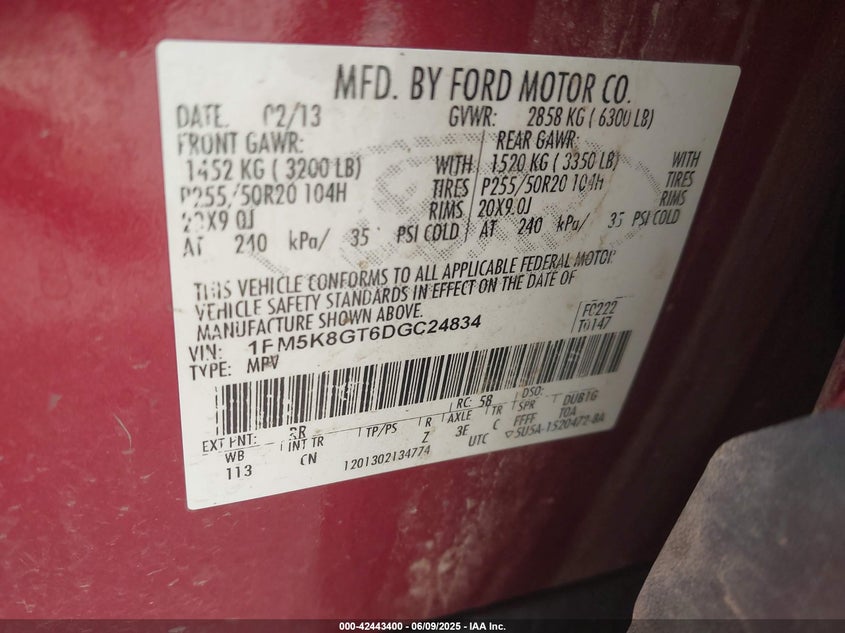 MFD. BY FORD MOTOR CO.
DATE: 02/13 GVWR: 2858 KG ( 6300 LB)
FRONT GAWR: REAR GAWR:
1452 KG ( 3200 LB) WITH 1520 KG ( 3350 LB) WITH
P255/50R20 104H TIRES P255/50R20 104H TIRES
20X9.0J RIMS 20X9.0J RIMS
AT 240 kPa/ 35 PSI COLD AT 240 kPa/ 35 PSI COLD
THIS VEHICLE CONFORMS TO ALL APPLICABLE FEDERAL MOTOR
VEHICLE SAFETY STANDARDS IN EFFECT ON THE DATE OF
MANUFACTURE SHOWN ABOVE.
FC222
T0147
VIN: 1FM5K8GT6DGC24834
TYPE: MPV
EXT PNT: RR RC: 58 DSO:
WB INT TR TP/PS R AXLE TR SPR DUB1G
113 CN Z 3E C FFFF TOA
1201302134774 UTC ▽5U5A-1520472-BA
000-42443400 | 06/09/2025 - IAA Inc.